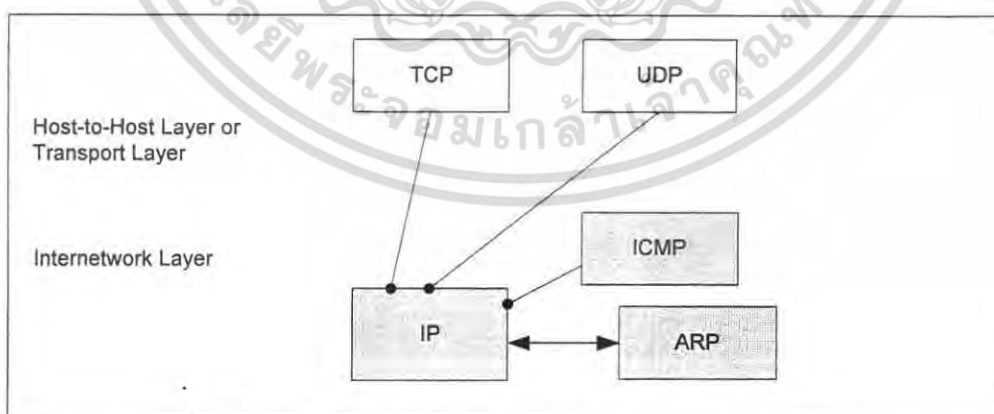 TCP
UDP
Host-to-Host Layer or
Transport Layer
ICMP
Internetwork Layer
IP
ARP